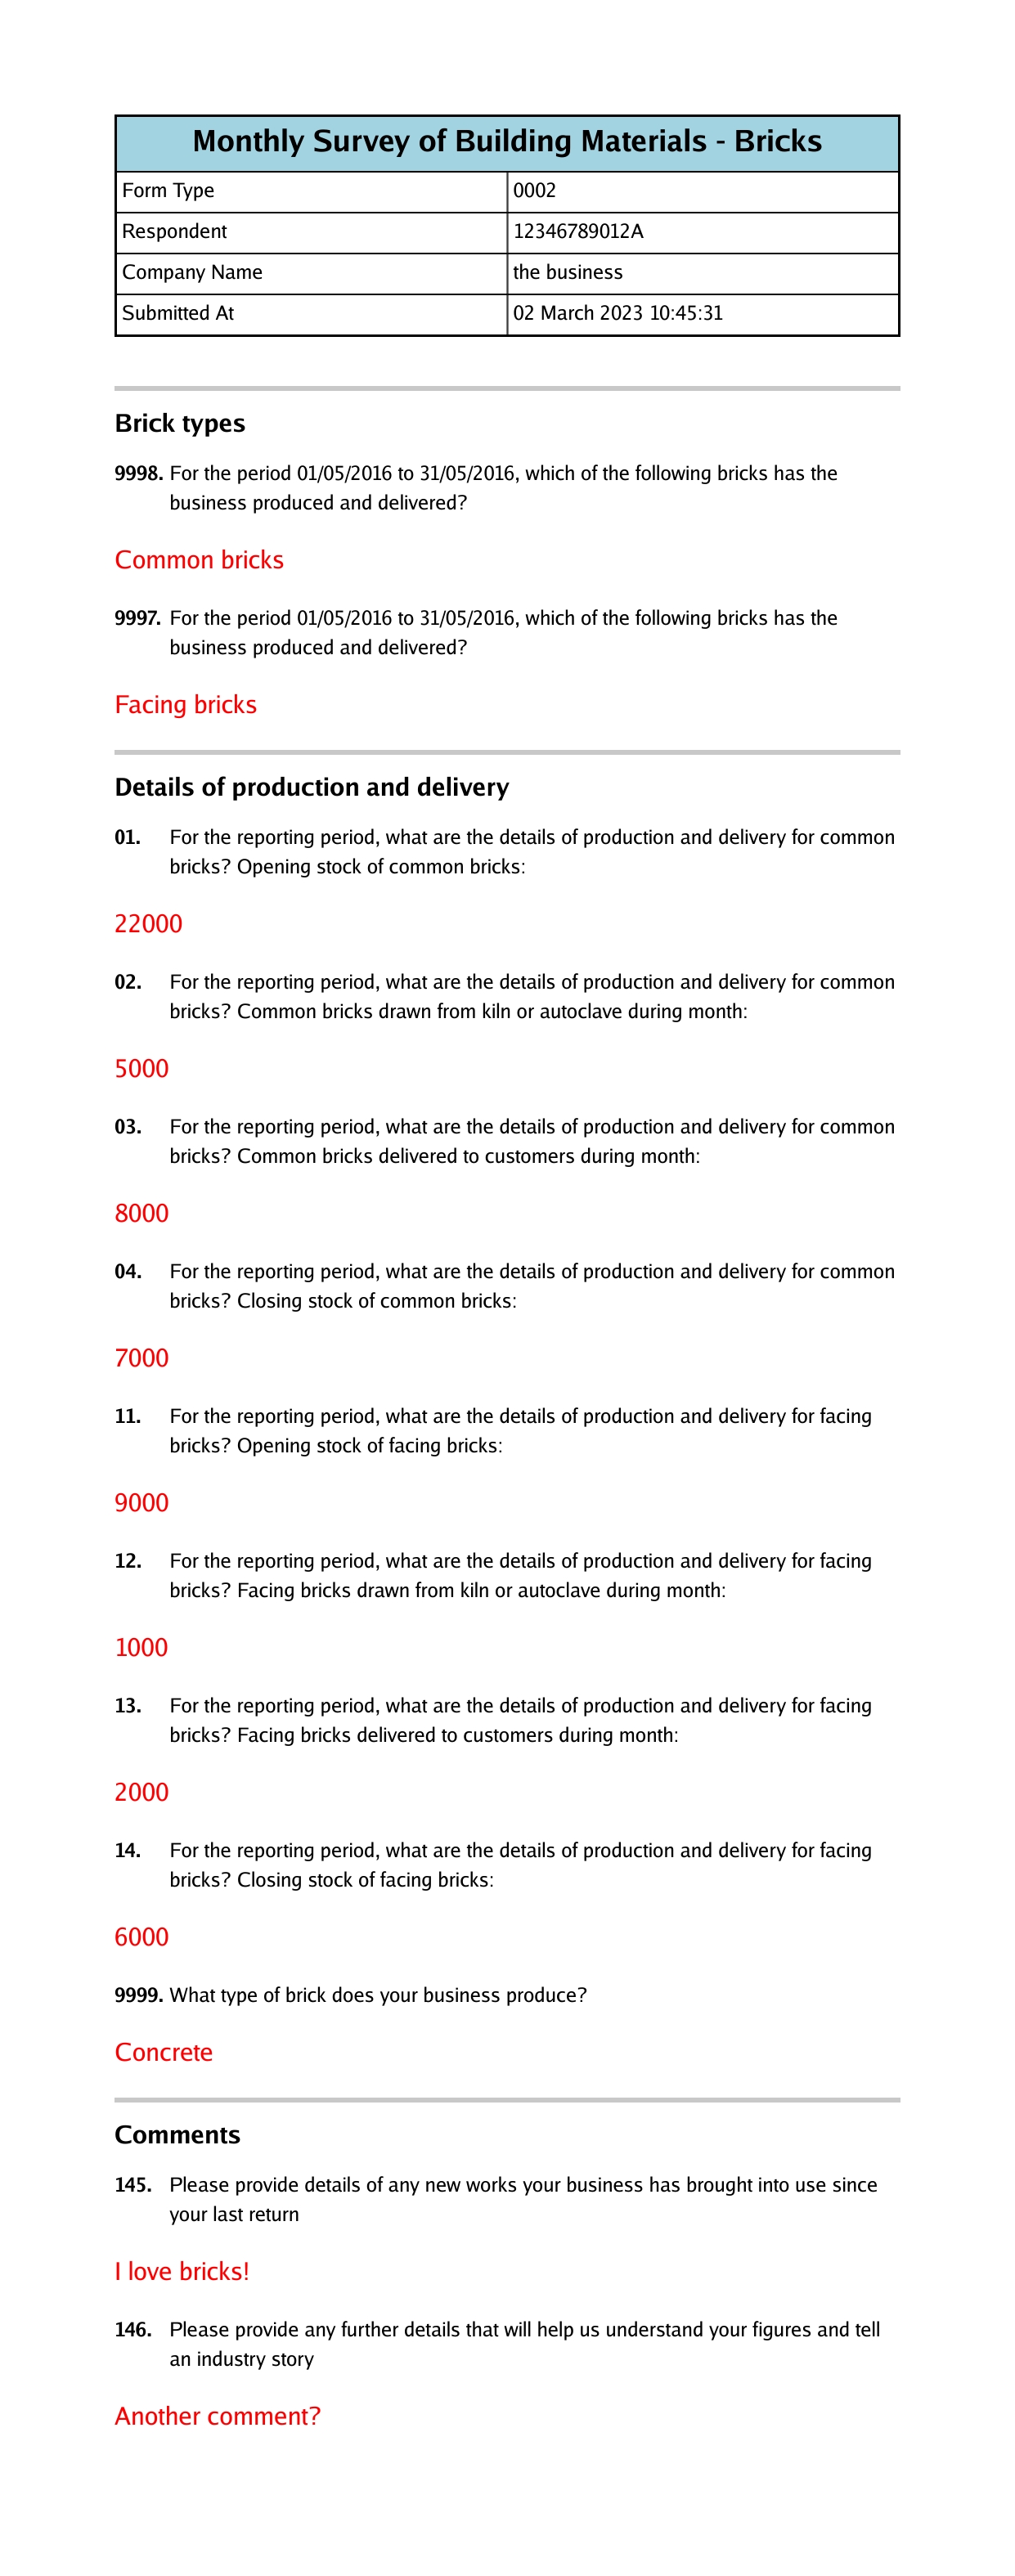 Monthly Survey of Building Materials - Bricks
Form Type 0002
Respondent 12346789012A
Company Name the business
Submitted At 02 March 2023 10:45:31
Brick types
9998. For the period 01/05/2016 to 31/05/2016, which of the following bricks has the
business produced and delivered?
Common bricks
9997. For the period 01/05/2016 to 31/05/2016, which of the following bricks has the
business produced and delivered?
Facing bricks
Details of production and delivery
01. For the reporting period, what are the details of production and delivery for common
bricks? Opening stock of common bricks:
22000
02. For the reporting period, what are the details of production and delivery for common
bricks? Common bricks drawn from kiln or autoclave during month:
5000
03. For the reporting period, what are the details of production and delivery for common
bricks? Common bricks delivered to customers during month:
8000
04. For the reporting period, what are the details of production and delivery for common
bricks? Closing stock of common bricks:
7000
11. For the reporting period, what are the details of production and delivery for facing
bricks? Opening stock of facing bricks:
9000
12. For the reporting period, what are the details of production and delivery for facing
bricks? Facing bricks drawn from kiln or autoclave during month:
1000
13. For the reporting period, what are the details of production and delivery for facing
bricks? Facing bricks delivered to customers during month:
2000
14. For the reporting period, what are the details of production and delivery for facing
bricks? Closing stock of facing bricks:
6000
9999. What type of brick does your business produce?
Concrete
Comments
145. Please provide details of any new works your business has brought into use since
your last return
I love bricks!
146. Please provide any further details that will help us understand your figures and tell
an industry story
Another comment?